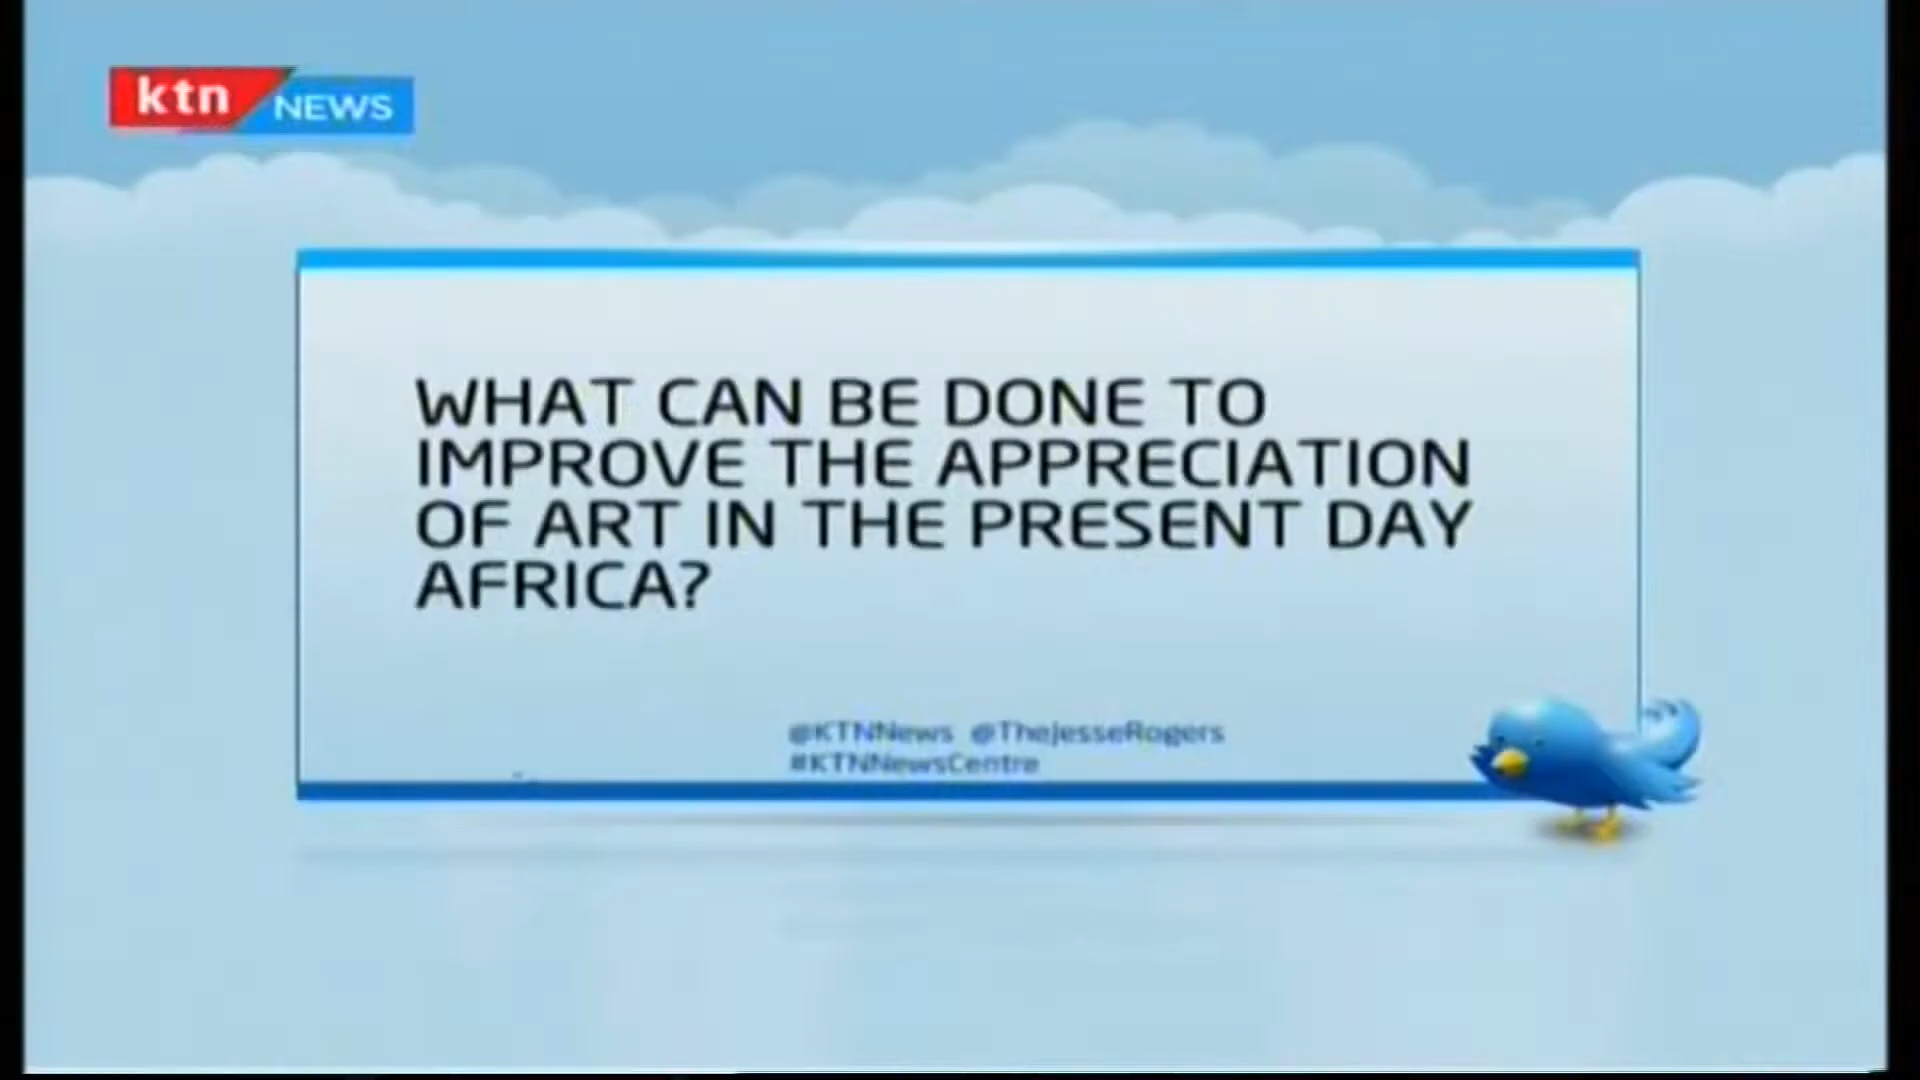 ktn NEWS
WHAT CAN BE DONE TO
IMPROVE THE APPRECIATION
OF ART IN THE PRESENT DAY
AFRICA?
@KTNNews @TheJesseRogers
#KTNNewsCentre